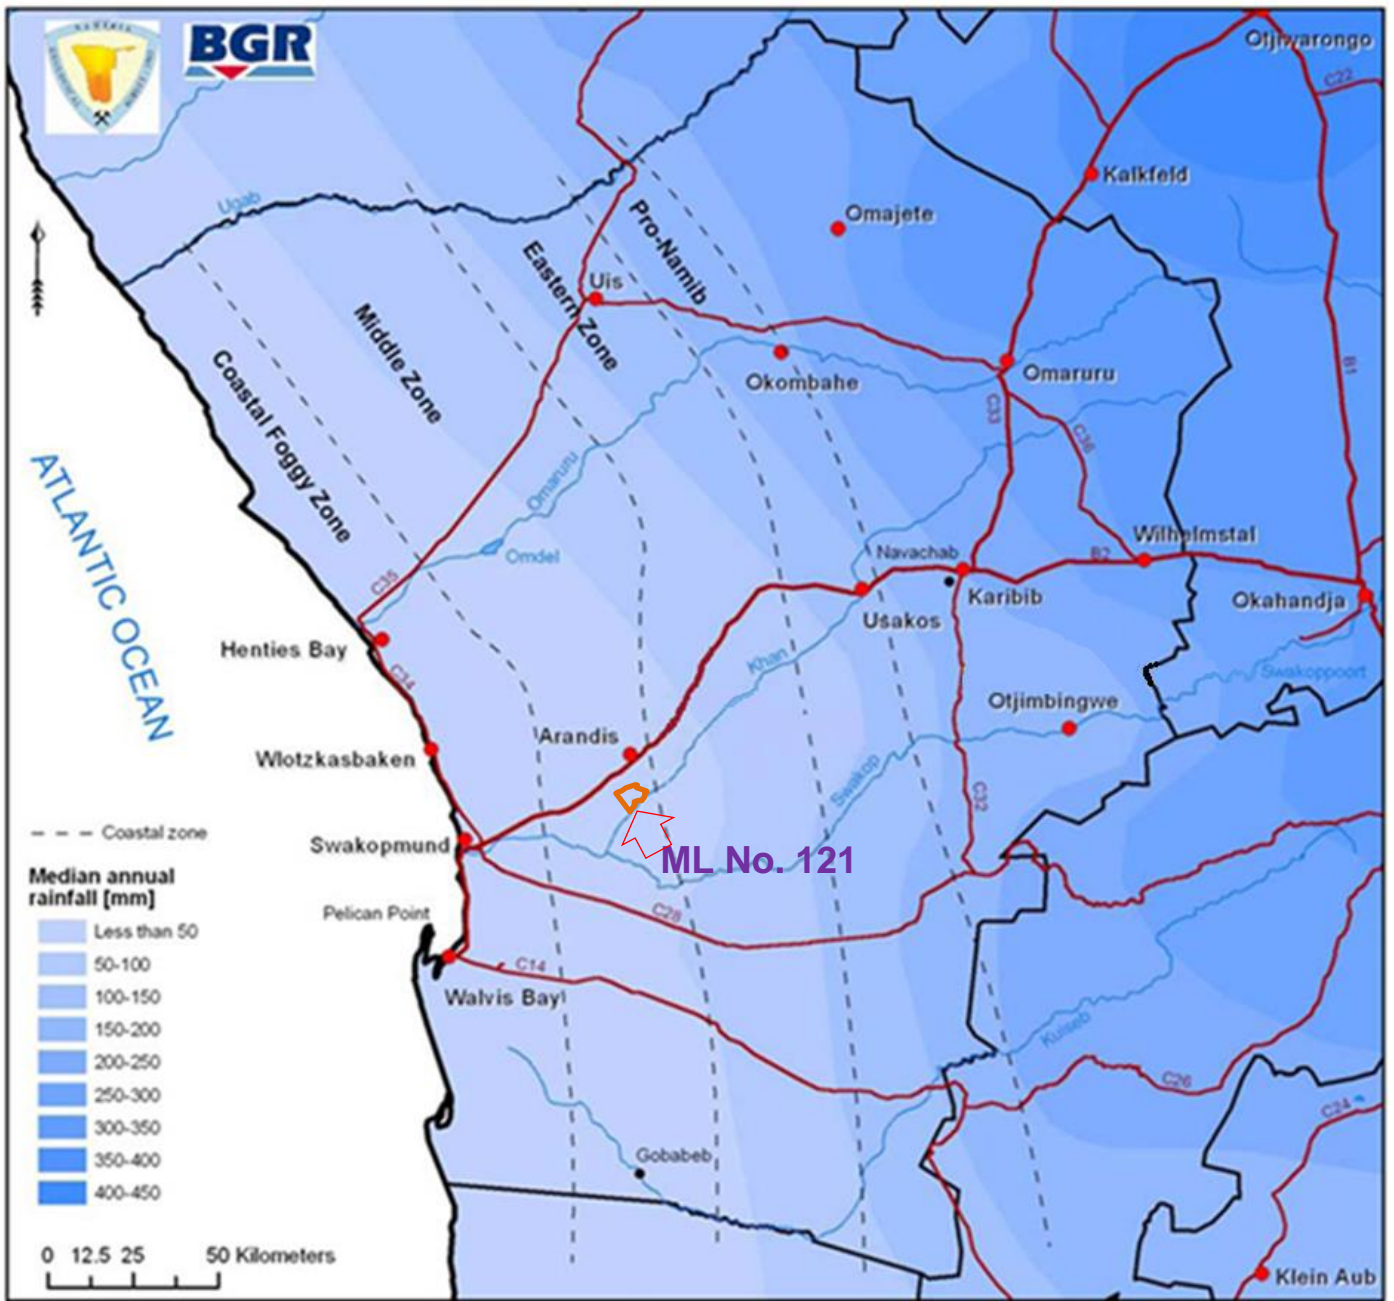 BGR
Otjiwarongo
C22
Kalkfeld
Ugab
Omajete
Pro-Namib
Eastern Zone
Uis
Middle Zone
Coastal Foggy Zone
B1
Okombahe
Omaruru
C33
C36
ATLANTIC OCEAN
Omaruru
Omdel
Wilhelmstal
Navachab
B2
C35
Karibib
Okahandja
Usakos
Henties Bay
Khan
C34
Swakoppoort
Otjimbingwe
Arandis
Wlotzkasbaken
Swakop
C32
Coastal zone
Swakopmund
ML No. 121
Median annual
rainfall [mm]
Pelican Point
C28
Less than 50
50-100
C14
100-150
Walvis Bay
150-200
Kuiseb
200-250
250-300
C26
300-350
C24
350-400
Gobabeb
400-450
0 12.5 25 50 Kilometers
Klein Aub